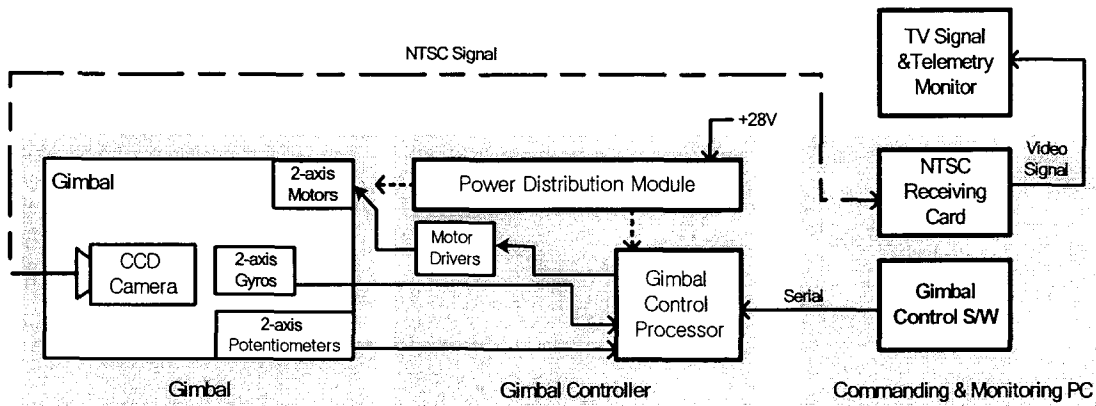 NTSC Signal
TV Signal
&Telemetry
Monitor
+28V
Gimbal
2-axis
Motors
Power Distribution Module
NTSC
Receiving
Card
Video
Signal
Motor
Drivers
CCD
Camera
2-axis
Gyros
Gimbal
Control
Processor
Serial
Gimbal
Control S/W
2-axis
Potentiometers
Gimbal
Gimbal Controller
Commanding & Monitoring PC